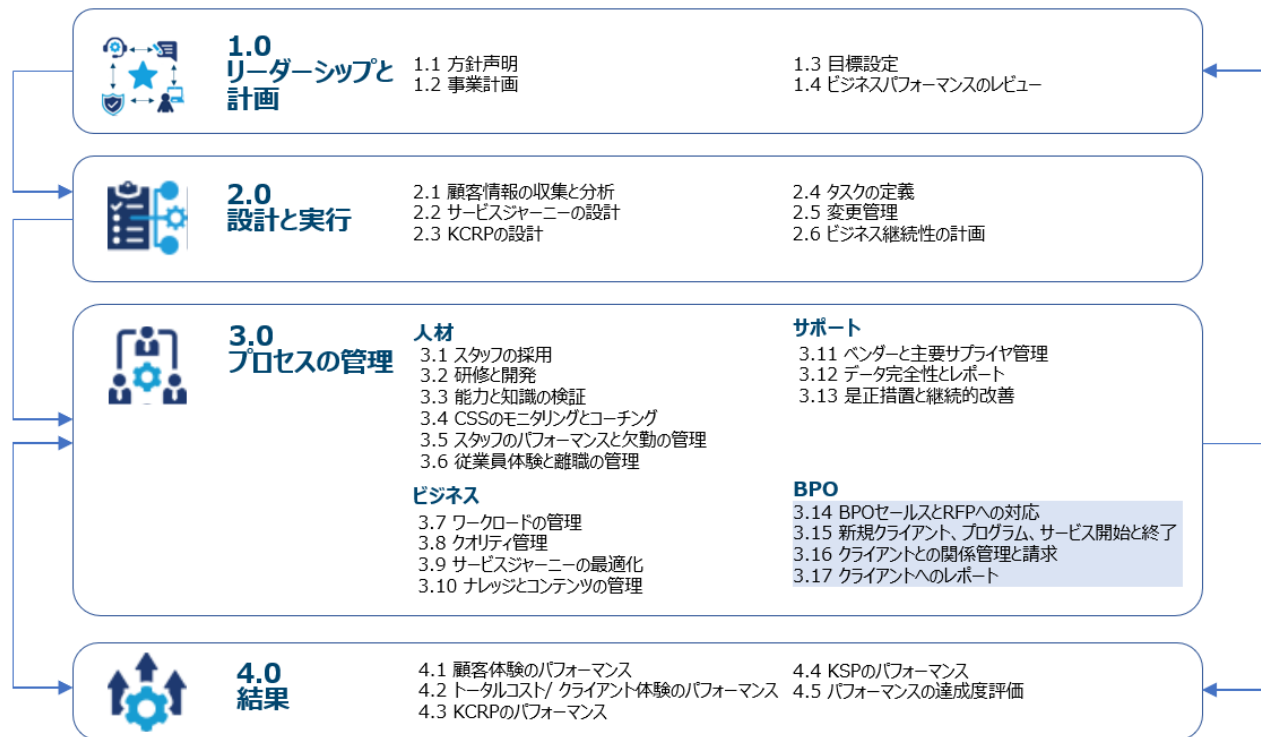 1.0
リーダーシップと
計画
1.1 方針声明
1.2 事業計画
1.3 目標設定
1.4 ビジネスパフォーマンスのレビュー
2.0
設計と実行
2.1 顧客情報の収集と分析
2.2 サービスジャーニーの設計
2.3 KCRPの設計
2.4 タスクの定義
2.5 変更管理
2.6 ビジネス継続性の計画
3.0
プロセスの管理
人材
3.1 スタッフの採用
3.2 研修と開発
3.3 能力と知識の検証
3.4 CSSのモニタリングとコーチング
3.5 スタッフのパフォーマンスと欠勤の管理
3.6 従業員体験と離職の管理
ビジネス
3.7 ワークロードの管理
3.8 クオリティ管理
3.9 サービスジャーニーの最適化
3.10 ナレッジとコンテンツの管理
サポート
3.11 ベンダーと主要サプライヤ管理
3.12 データ完全性とレポート
3.13 是正措置と継続的改善
BPO
3.14 BPOセールスとRFPへの対応
3.15 新規クライアント、プログラム、サービス開始と終了
3.16 クライアントとの関係管理と請求
3.17 クライアントへのレポート
4.0
結果
4.1 顧客体験のパフォーマンス
4.2 トータルコスト/ クライアント体験のパフォーマンス
4.3 KCRPのパフォーマンス
4.4 KSPのパフォーマンス
4.5 パフォーマンスの達成度評価